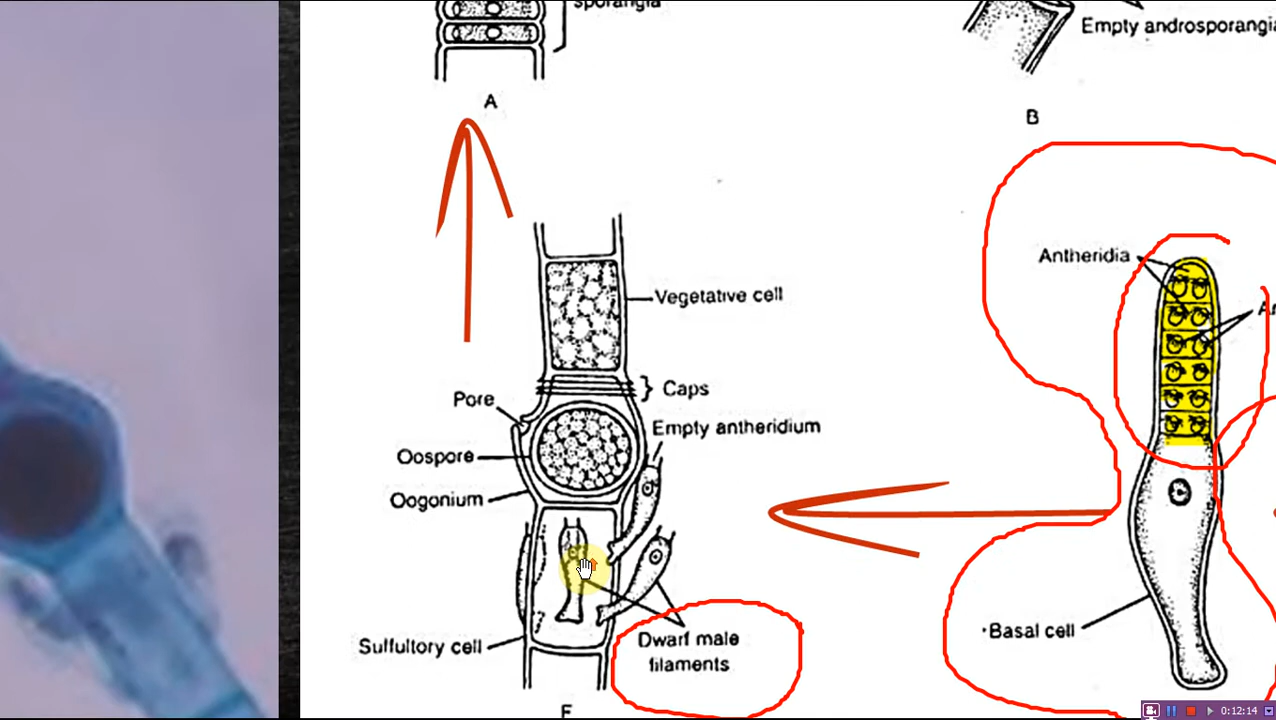 sporangia
Empty androsporangia
A
B
Antheridia
Vegetative cell
Caps
Pore
Empty antheridium
Oospore
Oogonium
Basal cell
Sulfultory cell
Dwarf male
filaments
0:12:14